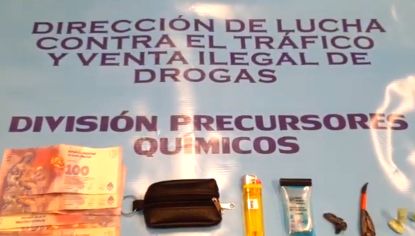 DIRECCIÓN DE LUCHA
CONTRA EL TRÁFICO
Y VENTA ILEGAL DE
DROGAS
DIVISIÓN PRECURSORES
QUÍMICOS
100